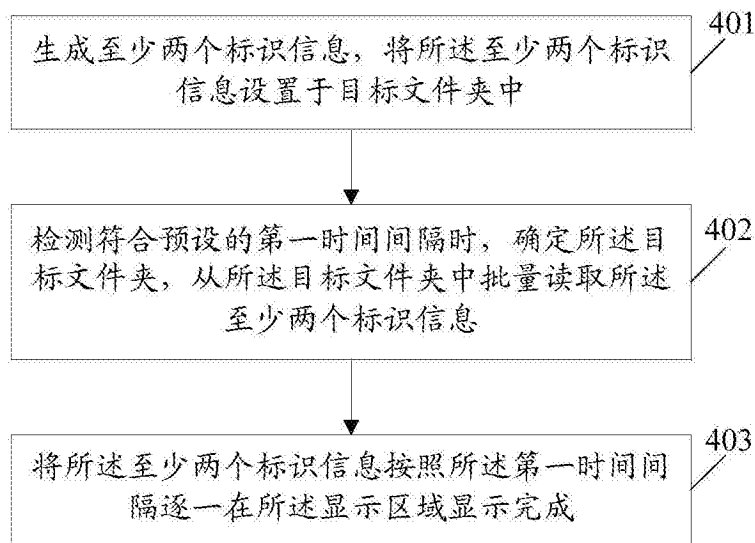 401
生成至少两个标识信息，将所述至少两个标识
信息设置于目标文件夹中
402
检测符合预设的第一时间间隔时，确定所述目
标文件夹，从所述目标文件夹中批量读取所述
至少两个标识信息
403
将所述至少两个标识信息按照所述第一时间间
隔逐一在所述显示区域显示完成